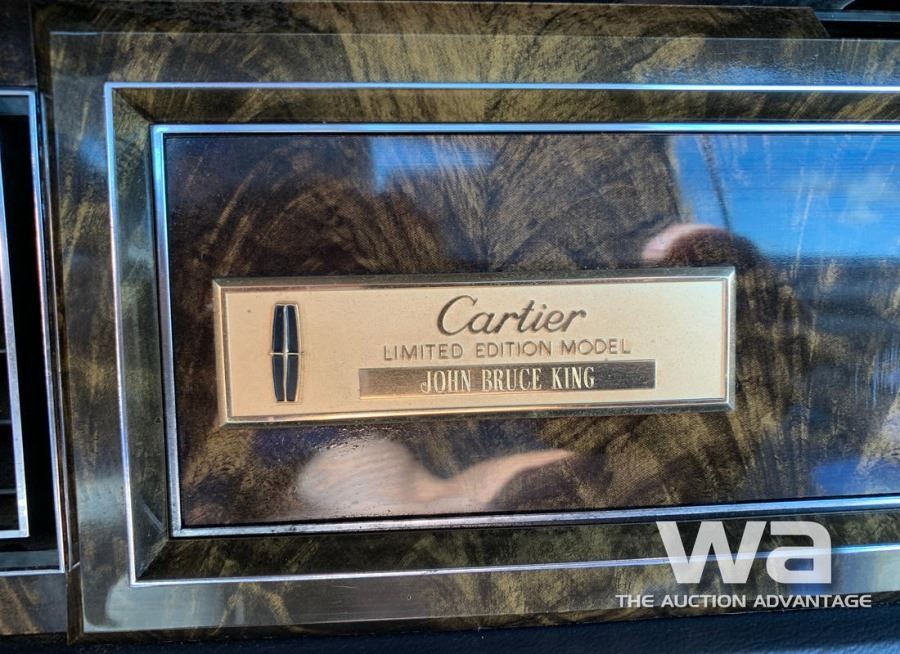 Cartier
LIMITED EDITION MODEL
JOHN BRUCE KING
wa
THE AUCTION ADVANTAGE